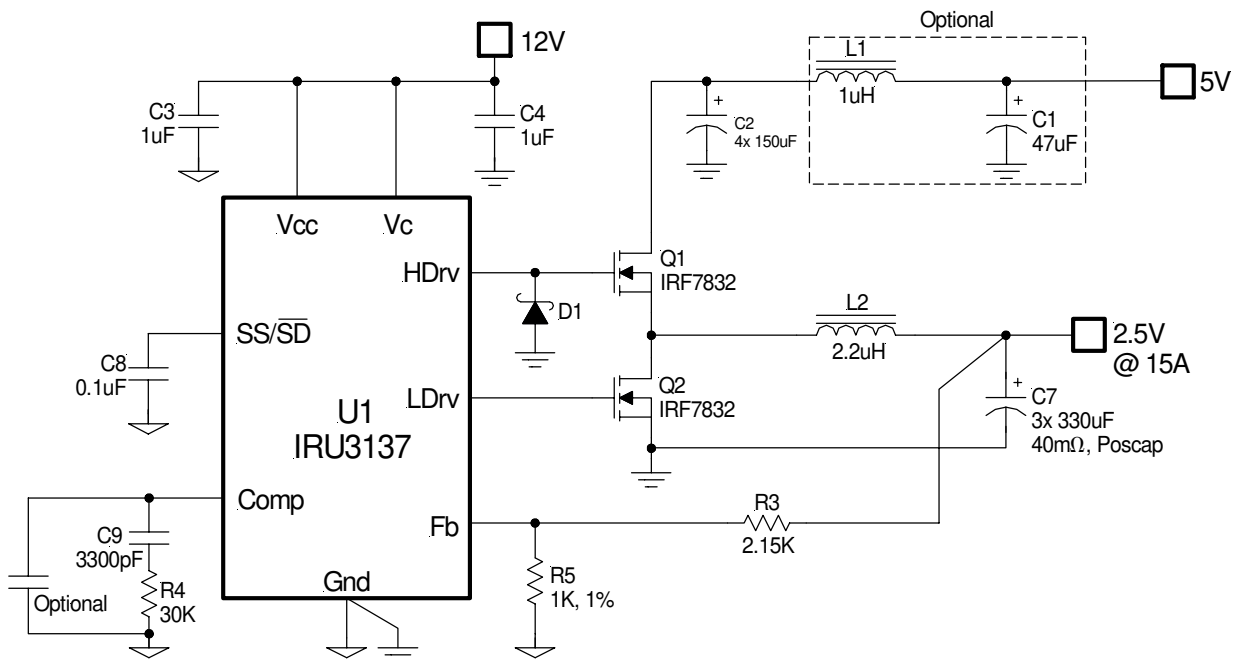 Optional
12V
L1
1uH
5V
C3
1uF
C4
1uF
+
C2
4x 150uF
+
C1
47uF
Vcc
Vc
HDrv
D1
Q1
IRF7832
L2
2.2uH
2.5V
@ 15A
SS/SD
C8
0.1uF
U1
IRU3137
LDrv
Q2
IRF7832
+
C7
3x 330uF
40mΩ, Poscap
Comp
C9
3300pF
R4
30K
Optional
Fb
R3
2.15K
R5
1K, 1%
Gnd